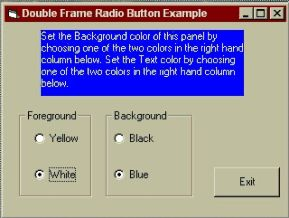 Double Frame Radio Button Example
Set the Background color of this panel by
choosing one of the two colors in the right hand
column below. Set the Text color by choosing
one of the two colors in the right hand column
below.
Foreground
Background
Yellow
Black
White
Blue
Exit